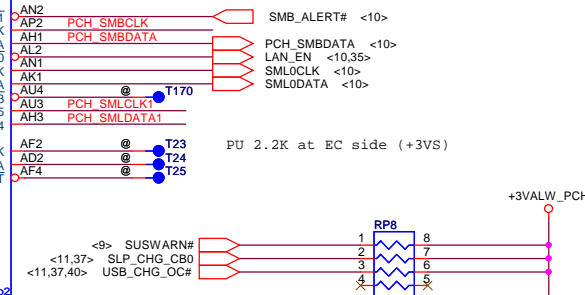 AN2 SMB_ALERT# <10>
AP2 PCH_SMBCLK
AH1 PCH_SMBDATA PCH_SMBDATA <10>
AL2 LAN_EN <10,35>
AN1 SML0CLK <10>
AK1 SML0DATA <10>
AU4 @ T170
AU3 PCH_SMLCLK1
AH3 PCH_SMLDATA1
AF2 @ T23
PU 2.2K at EC side (+3VS)
AD2 @ T24
AF4 @ T25
+3VALW_PCH
RP8
<9> SUSWARN# 1 8
<11,37> SLP_CHG_CB0 2 7
<11,37,40> USB_CHG_OC# 3 6
4 5